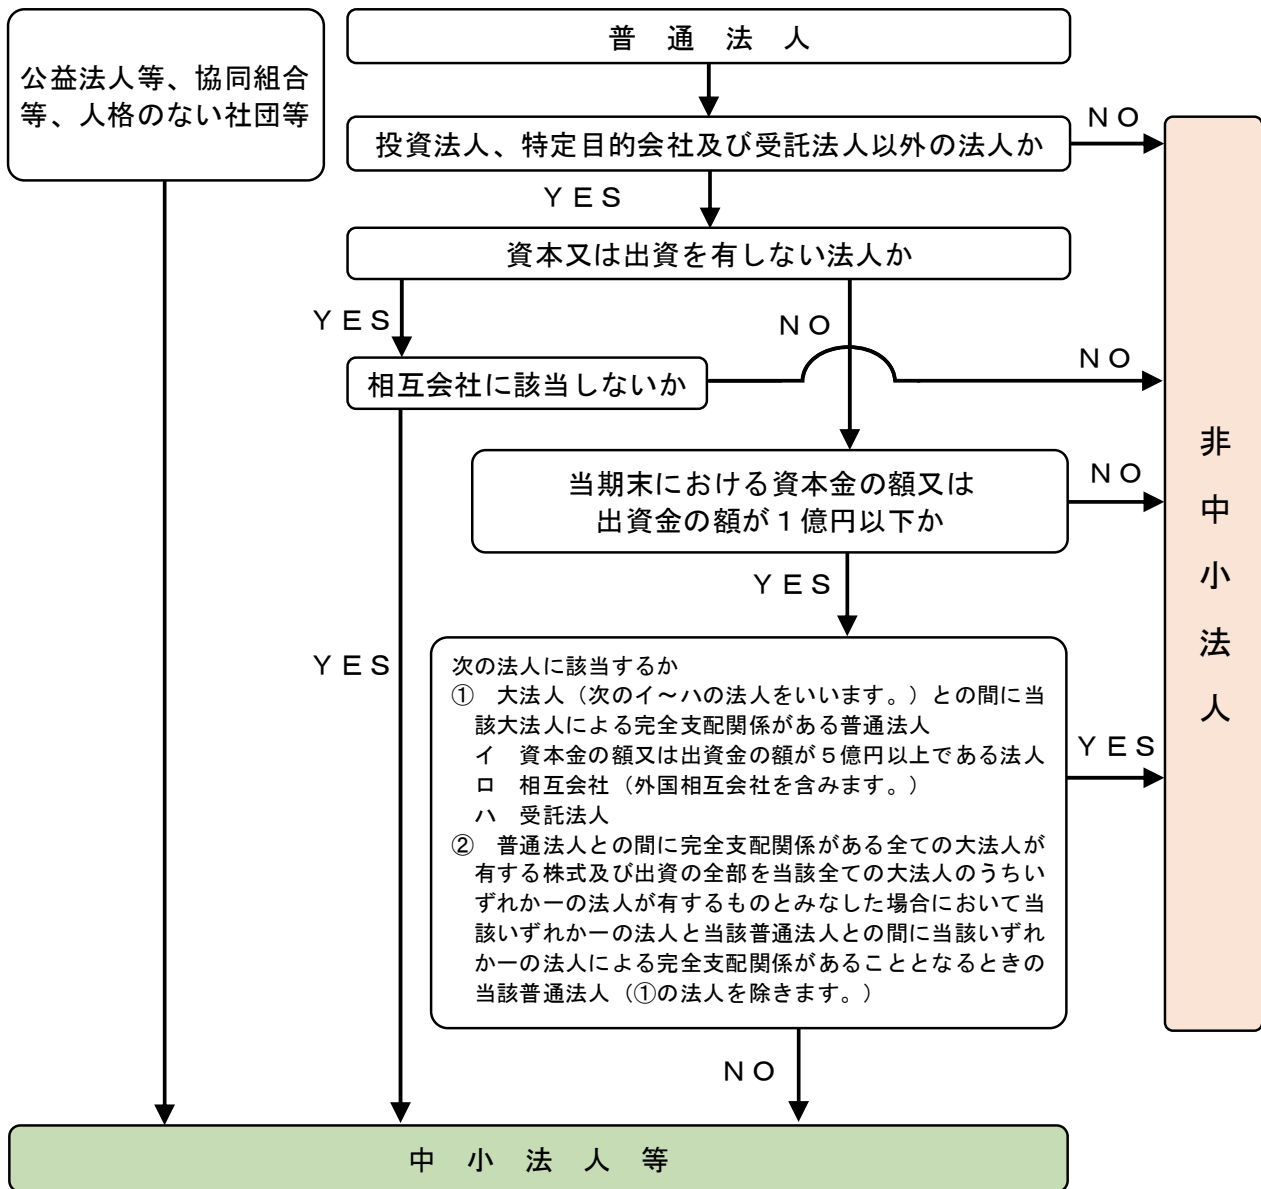 公益法人等、協同組合
等、人格のない社団等
普　通　法　人
投資法人、特定目的会社及び受託法人以外の法人か
ＮＯ
ＹＥＳ
資本又は出資を有しない法人か
ＹＥＳ
ＮＯ
相互会社に該当しないか
ＮＯ
当期末における資本金の額又は
出資金の額が１億円以下か
ＮＯ
ＹＥＳ
ＹＥＳ
次の法人に該当するか
①　大法人（次のイ～ハの法人をいいます。）との間に当
該大法人による完全支配関係がある普通法人
イ　資本金の額又は出資金の額が５億円以上である法人
ロ　相互会社（外国相互会社を含みます。）
ハ　受託法人
②　普通法人との間に完全支配関係がある全ての大法人が
有する株式及び出資の全部を当該全ての大法人のうちい
ずれか一の法人が有するものとみなした場合において当
該いずれか一の法人と当該普通法人との間に当該いずれ
か一の法人による完全支配関係があることとなるときの
当該普通法人（①の法人を除きます。）
ＹＥＳ
ＮＯ
非中小法人
中　小　法　人　等